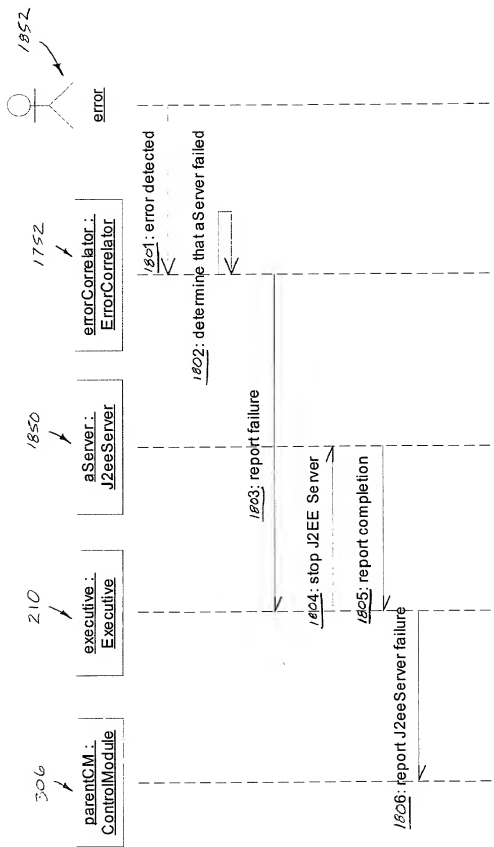 306
210
1850
1752
1852
parentCM :
ControlModule
executive :
Executive
aServer :
J2eeServer
errorCorrelator :
ErrorCorrelator
error
1801: error detected
1802: determine that aServer failed
1803: report failure
1804: stop J2EE Server
1805: report completion
1806: report J2eeServer failure